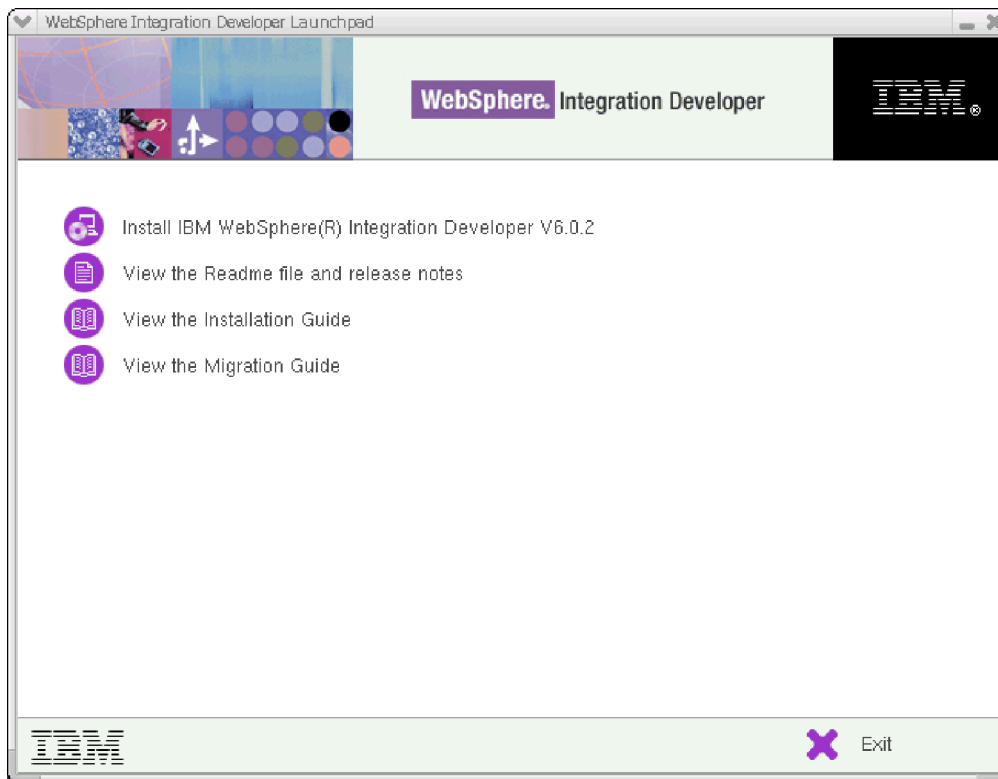 WebSphere Integration Developer Launchpad
WebSphere. Integration Developer
IBM®
Install IBM WebSphere(R) Integration Developer V6.0.2
View the Readme file and release notes
View the Installation Guide
View the Migration Guide
IBM
Exit